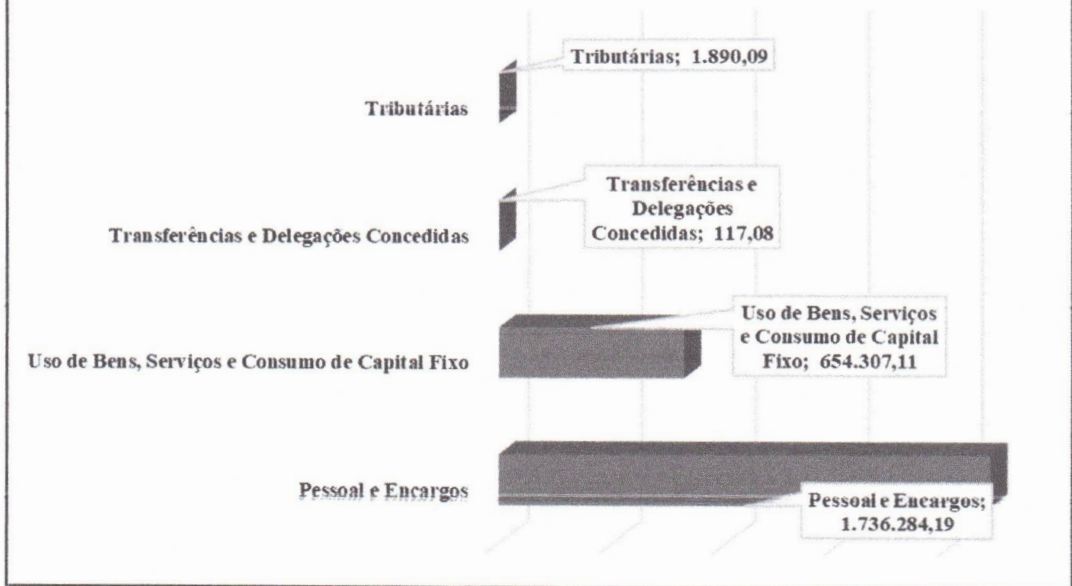 Tributárias; 1.890,09
Tributárias
Transferências e
Delegações
Concedidas; 117,08
Transferências e Delegações Concedidas
Uso de Bens, Serviços
e Consumo de Capital
Fixo; 654.307,11
Uso de Bens, Serviços e Consumo de Capital Fixo
Pessoal e Encargos
Pessoal e Encargos;
1.736.284,19